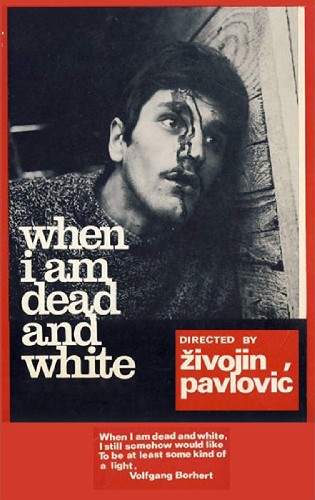 when
i am
dead
and
white
DIRECTED BY
živojin
pavlović
When I am dead and white,
I still somehow would like
To be at least some kind of
a light.
Wolfgang Borhert